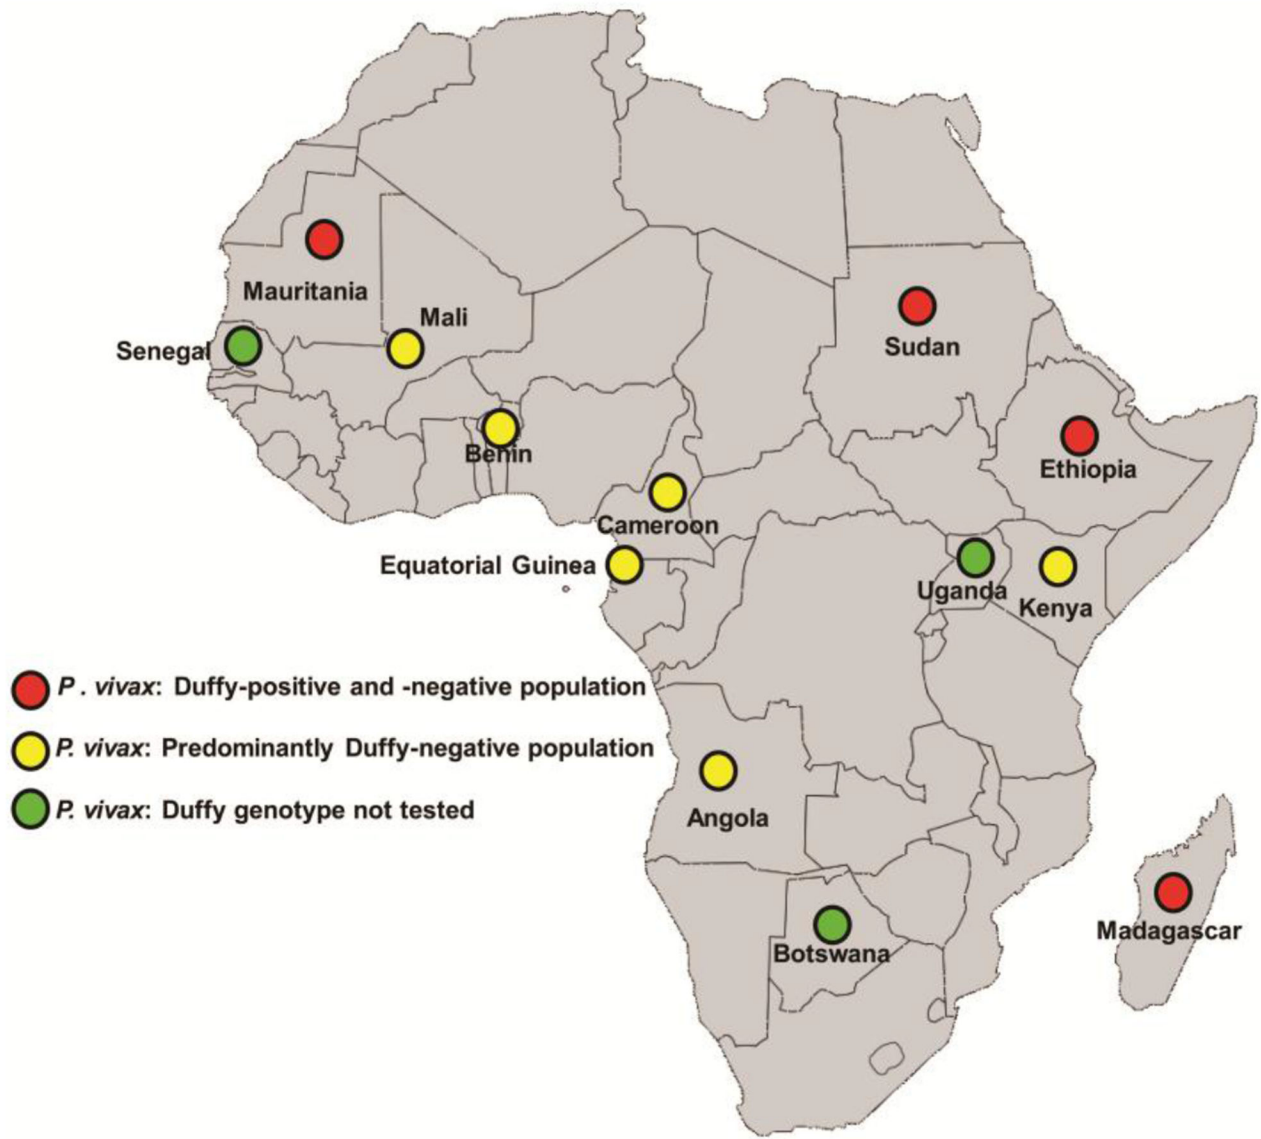 Mauritania
Mali
Senegal
Sudan
Benin
Ethiopia
Cameroon
Equatorial Guinea
Uganda
Kenya
P . vivax: Duffy-positive and -negative population
P. vivax: Predominantly Duffy-negative population
P. vivax: Duffy genotype not tested
Angola
Madagascar
Botswana